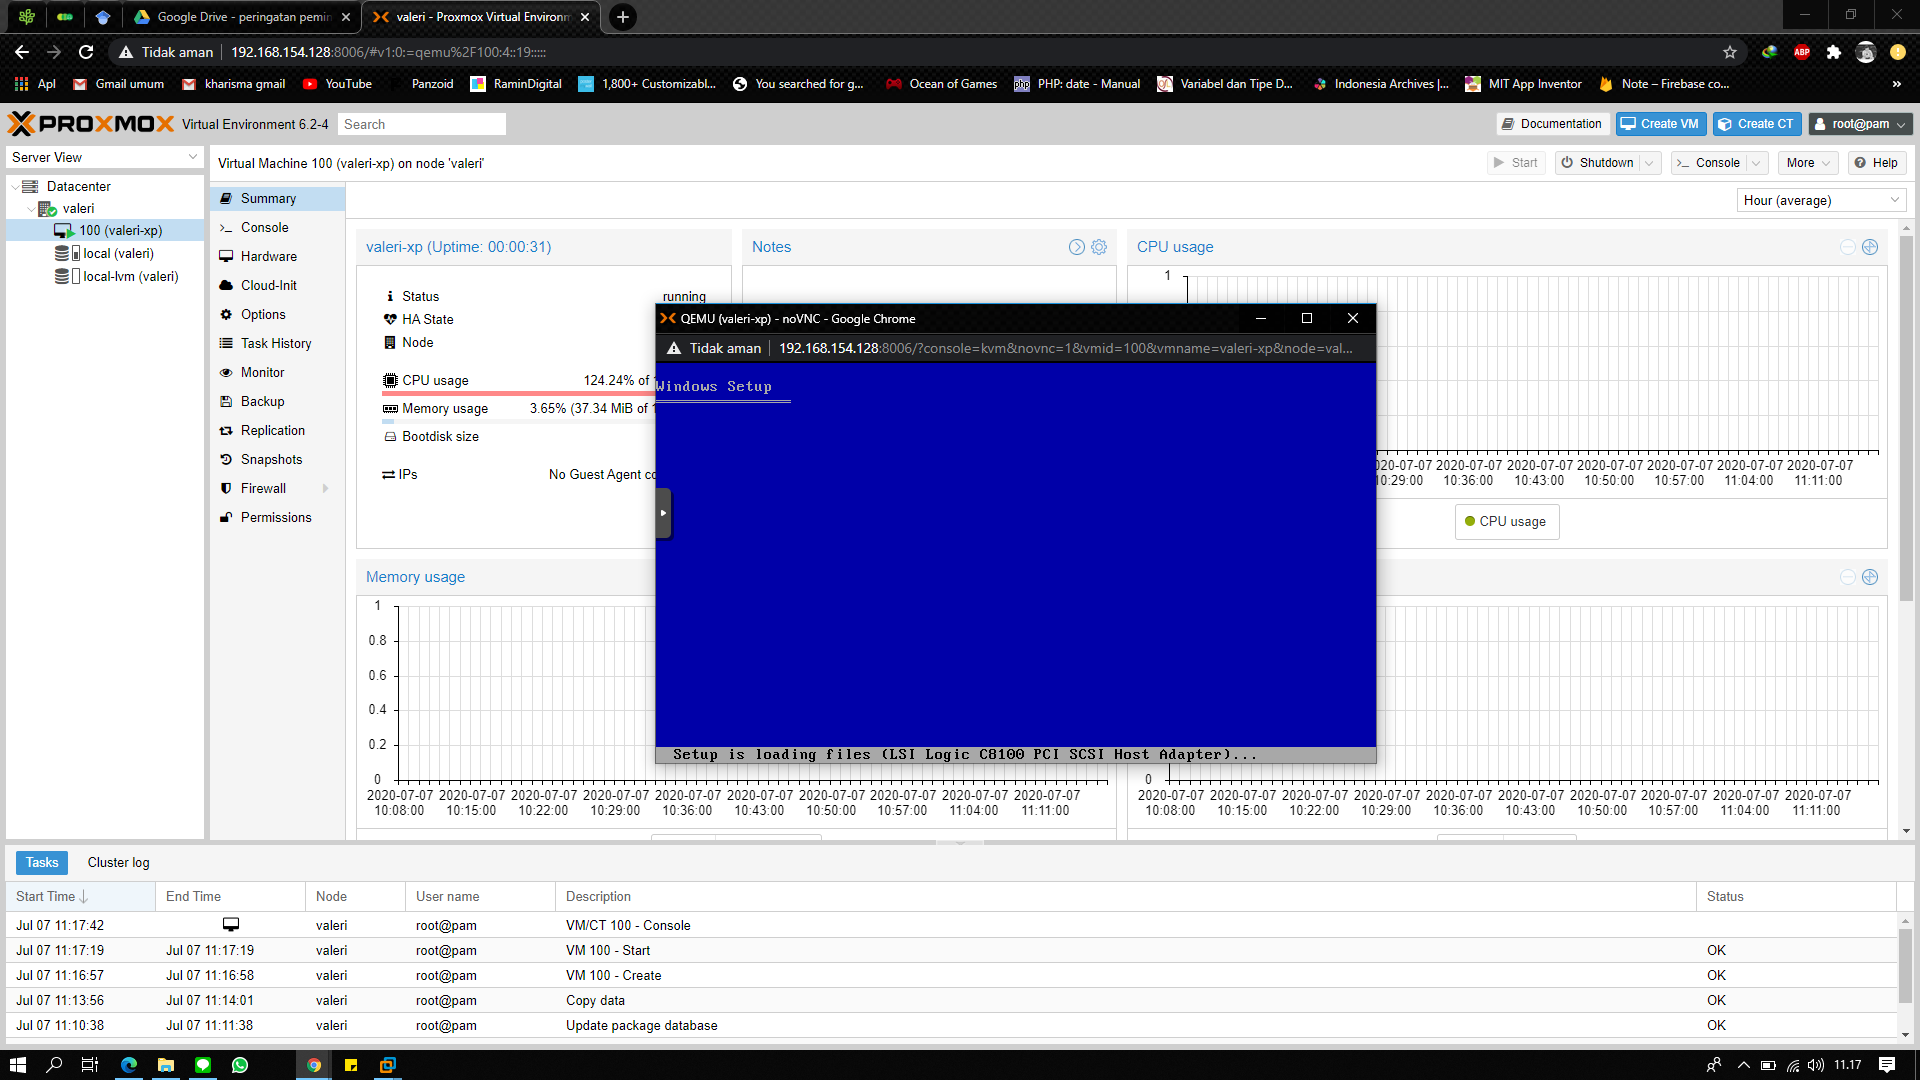 Google Drive - peringatan pemin
valeri - Proxmox Virtual Environm
Tidak aman
192.168.154.128:8006/#v1:0:=qemu%2F100:4::19:::::
ABP
Apl
Gmail umum
kharisma gmail
YouTube
Panzoid
RaminDigital
1,800+ Customizabl...
You searched for g...
Ocean of Games
php
PHP: date - Manual
Variabel dan Tipe D...
Indonesia Archives |...
MIT App Inventor
Note – Firebase co...
»
PROXMOX
Virtual Environment 6.2-4
Search
Documentation
Create VM
Create CT
root@pam
Server View
Virtual Machine 100 (valeri-xp) on node 'valeri'
Start
Shutdown
Console
More
Help
Datacenter
valeri
100 (valeri-xp)
local (valeri)
local-lvm (valeri)
Summary
Console
Hardware
Cloud-Init
Options
Task History
Monitor
Backup
Replication
Snapshots
Firewall
Permissions
Hour (average)
valeri-xp (Uptime: 00:00:31)
Status
running
HA State
Node
CPU usage
124.24% of 1
Memory usage
3.65% (37.34 MiB of 1
Bootdisk size
IPs
No Guest Agent co
Notes
CPU usage
1
020-07-07 2020-07-07 2020-07-07 2020-07-07 2020-07-07 2020-07-07 2020-07-07
10:29:00 10:36:00 10:43:00 10:50:00 10:57:00 11:04:00 11:11:00
CPU usage
QEMU (valeri-xp) - noVNC - Google Chrome
Tidak aman
192.168.154.128:8006/?console=kvm&novnc=1&vmid=100&vmname=valeri-xp&node=val...
Windows Setup
Setup is loading files (LSI Logic C8100 PCI SCSI Host Adapter)...
Memory usage
1
0.8
0.6
0.4
0.2
0
2020-07-07 2020-07-07 2020-07-07 2020-07-07 2020-07-07 2020-07-07 2020-07-07 2020-07-07 2020-07-07 2020-07-07
10:08:00 10:15:00 10:22:00 10:29:00 10:36:00 10:43:00 10:50:00 10:57:00 11:04:00 11:11:00
0
2020-07-07 2020-07-07 2020-07-07 2020-07-07 2020-07-07 2020-07-07 2020-07-07 2020-07-07 2020-07-07 2020-07-07
10:08:00 10:15:00 10:22:00 10:29:00 10:36:00 10:43:00 10:50:00 10:57:00 11:04:00 11:11:00
Tasks
Cluster log
Start Time
End Time
Node
User name
Description
Status
Jul 07 11:17:42 valeri root@pam VM/CT 100 - Console
Jul 07 11:17:19 Jul 07 11:17:19 valeri root@pam VM 100 - Start OK
Jul 07 11:16:57 Jul 07 11:16:58 valeri root@pam VM 100 - Create OK
Jul 07 11:13:56 Jul 07 11:14:01 valeri root@pam Copy data OK
Jul 07 11:10:38 Jul 07 11:11:38 valeri root@pam Update package database OK
11.17